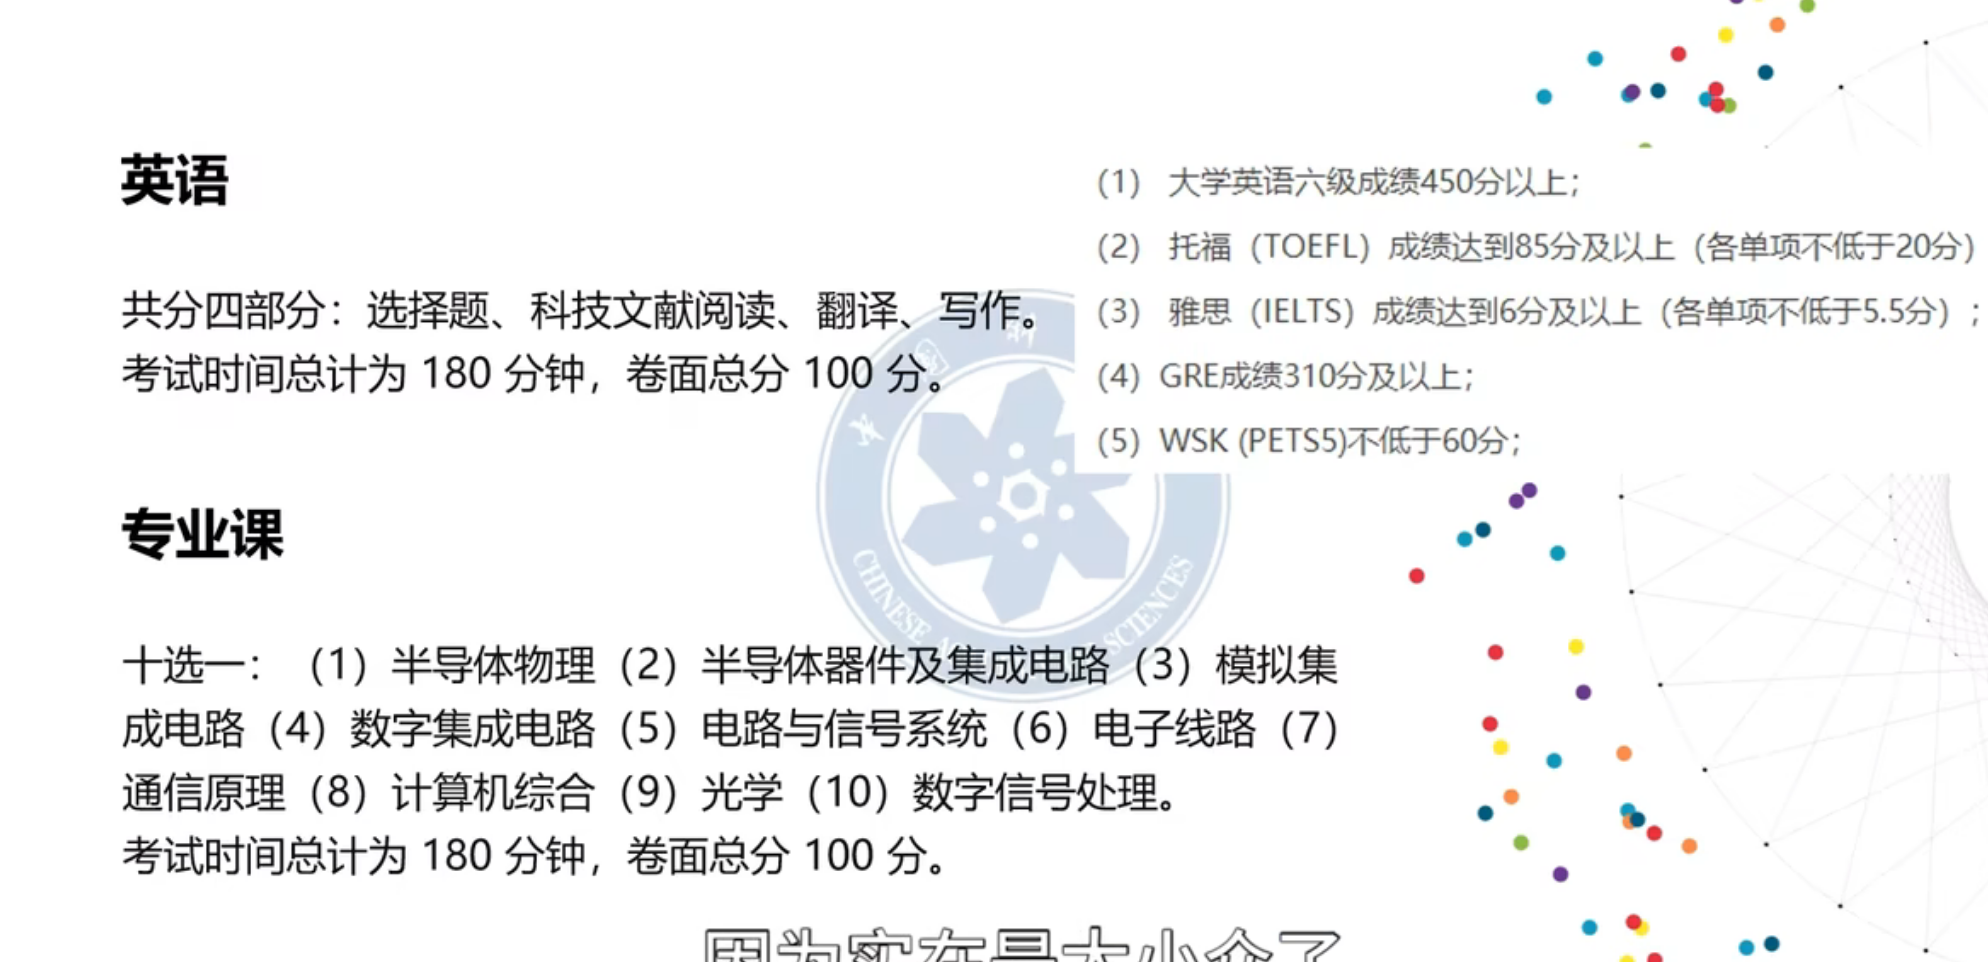 英语
共分四部分：选择题、科技文献阅读、翻译、写作。
考试时间总计为 180 分钟，卷面总分 100 分。
（1） 大学英语六级成绩450分以上；
（2） 托福（TOEFL）成绩达到85分及以上（各单项不低于20分）
（3） 雅思（IELTS）成绩达到6分及以上（各单项不低于5.5分）；
（4）GRE成绩310分及以上；
（5）WSK (PETS5)不低于60分；
专业课
十选一：（1）半导体物理（2）半导体器件及集成电路（3）模拟集
成电路（4）数字集成电路（5）电路与信号系统（6）电子线路（7）
通信原理（8）计算机综合（9）光学（10）数字信号处理。
考试时间总计为 180 分钟，卷面总分 100 分。
因为实在是太小众了
CHINESE SCIENCES